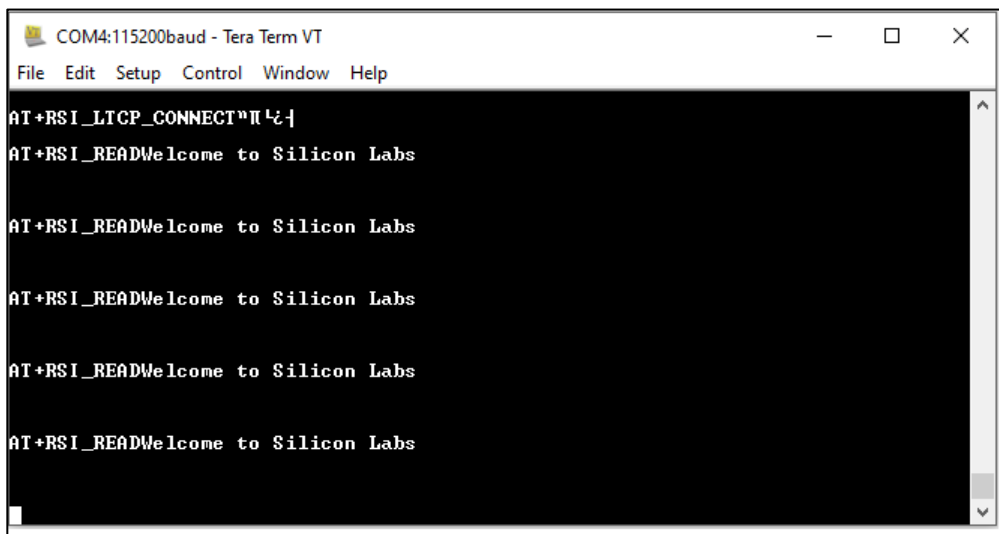 COM4:115200baud - Tera Term VT
File Edit Setup Control Window Help
AT+RSI_LTCP_CONNECT
AT+RSI_READWelcome to Silicon Labs
AT+RSI_READWelcome to Silicon Labs
AT+RSI_READWelcome to Silicon Labs
AT+RSI_READWelcome to Silicon Labs
AT+RSI_READWelcome to Silicon Labs